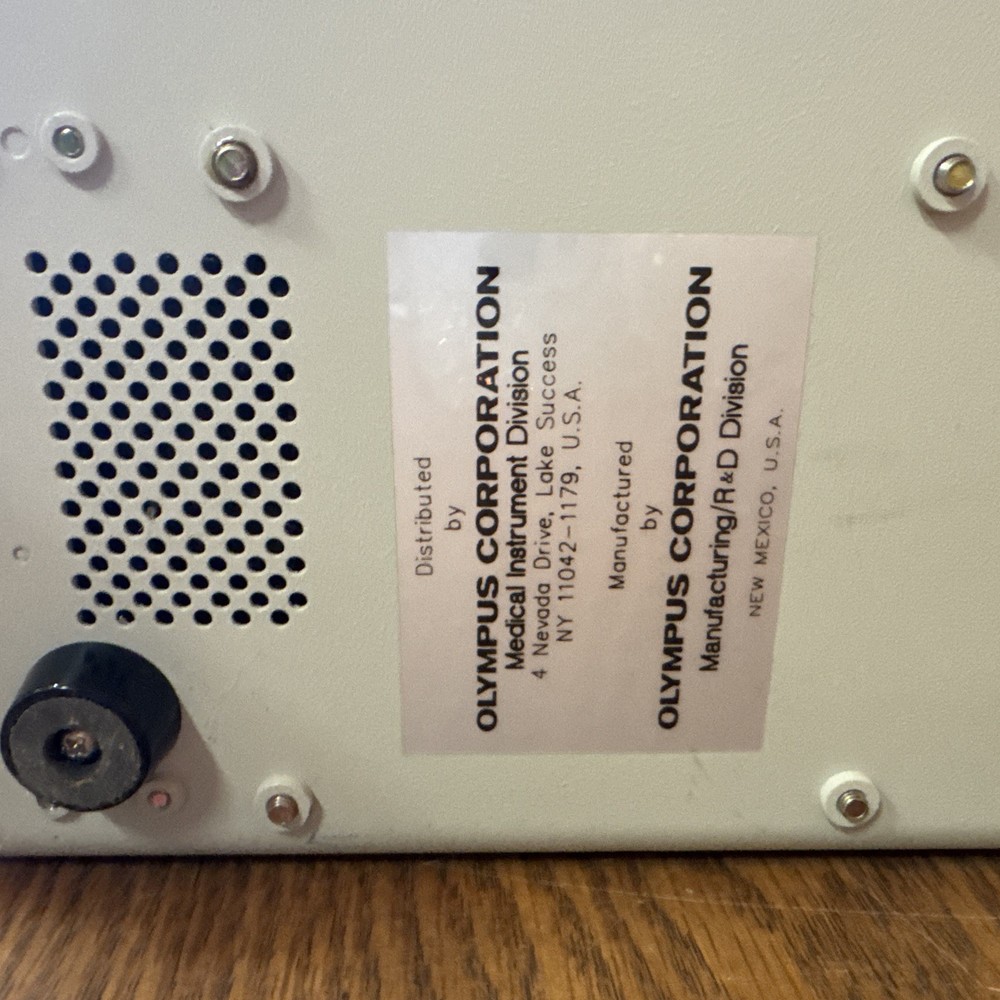 Distributed
by
OLYMPUS CORPORATION
Medical Instrument Division
4 Nevada Drive, Lake Success
NY 11042-1179, U.S.A.
Manufactured
by
OLYMPUS CORPORATION
Manufacturing/R&D Division
NEW MEXICO, U.S.A.